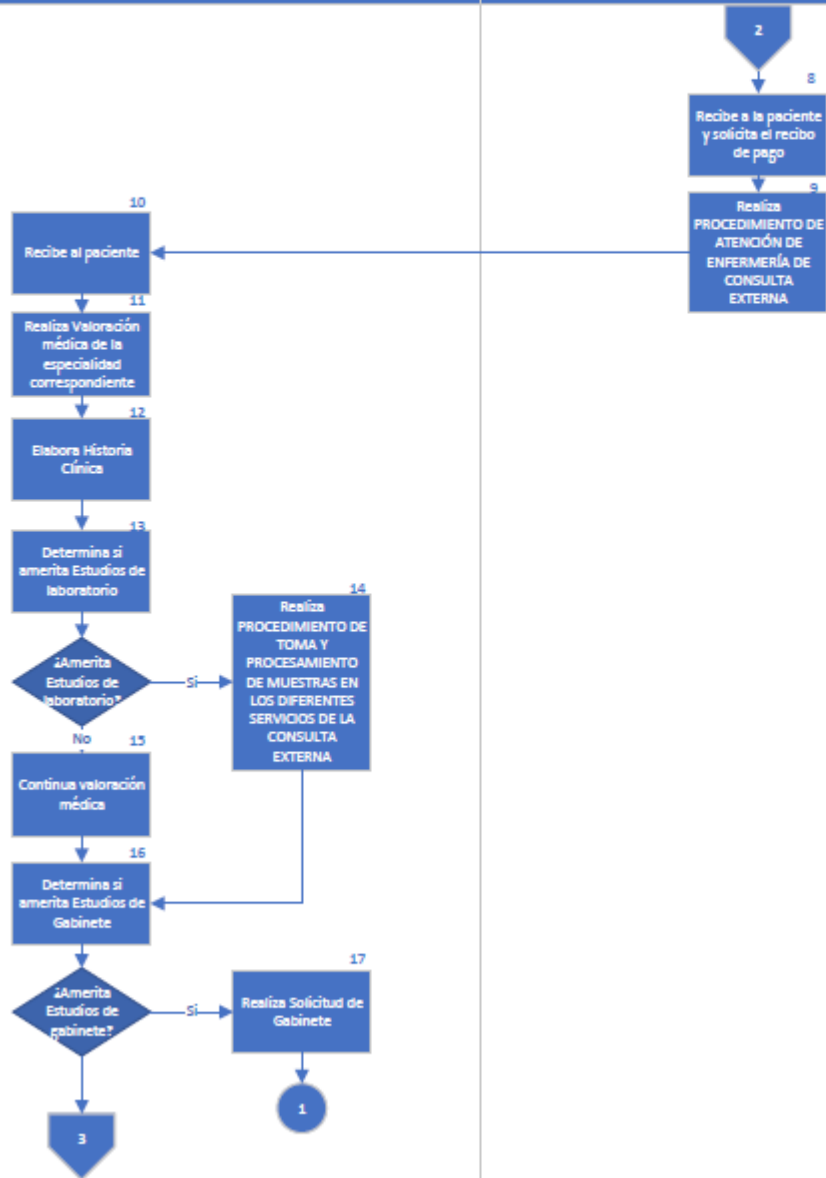 2
8
Recibe a la paciente
y solicita el recibo
de pago
9
Realiza
PROCEDIMIENTO DE
ATENCIÓN DE
ENFERMERÍA DE
CONSULTA
EXTERNA
10
Recibe al paciente
11
Realiza Valoración
médica de la
especialidad
correspondiente
12
Elabora Historia
Clínica
13
Determina si
amerita Estudios de
laboratorio
¿Amerita
Estudios de
laboratorio?
Si
14
Realiza
PROCEDIMIENTO DE
TOMA Y
PROCESAMIENTO
DE MUESTRAS EN
LOS DIFERENTES
SERVICIOS DE LA
CONSULTA
EXTERNA
No
15
Continua valoración
médica
16
Determina si
amerita Estudios de
Gabinete
¿Amerita
Estudios de
gabinete?
Si
17
Realiza Solicitud de
Gabinete
1
3